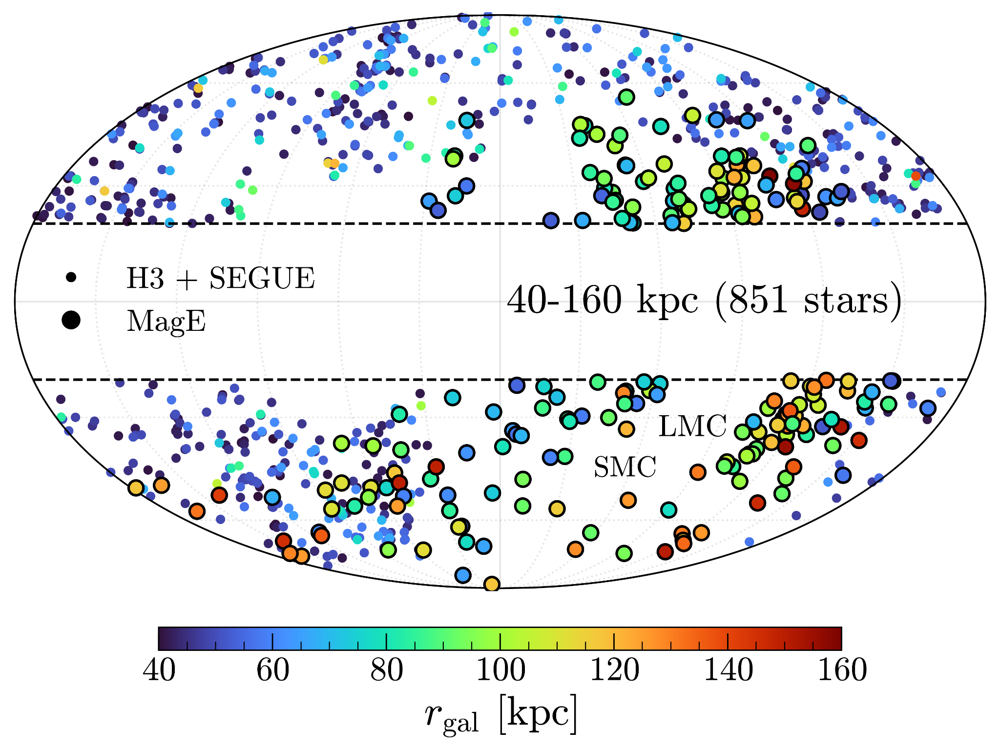 H3 + SEGUE
40-160 kpc (851 stars)
MagE
LMC
SMC
40 60 80 100 120 140 160
r_gal [kpc]